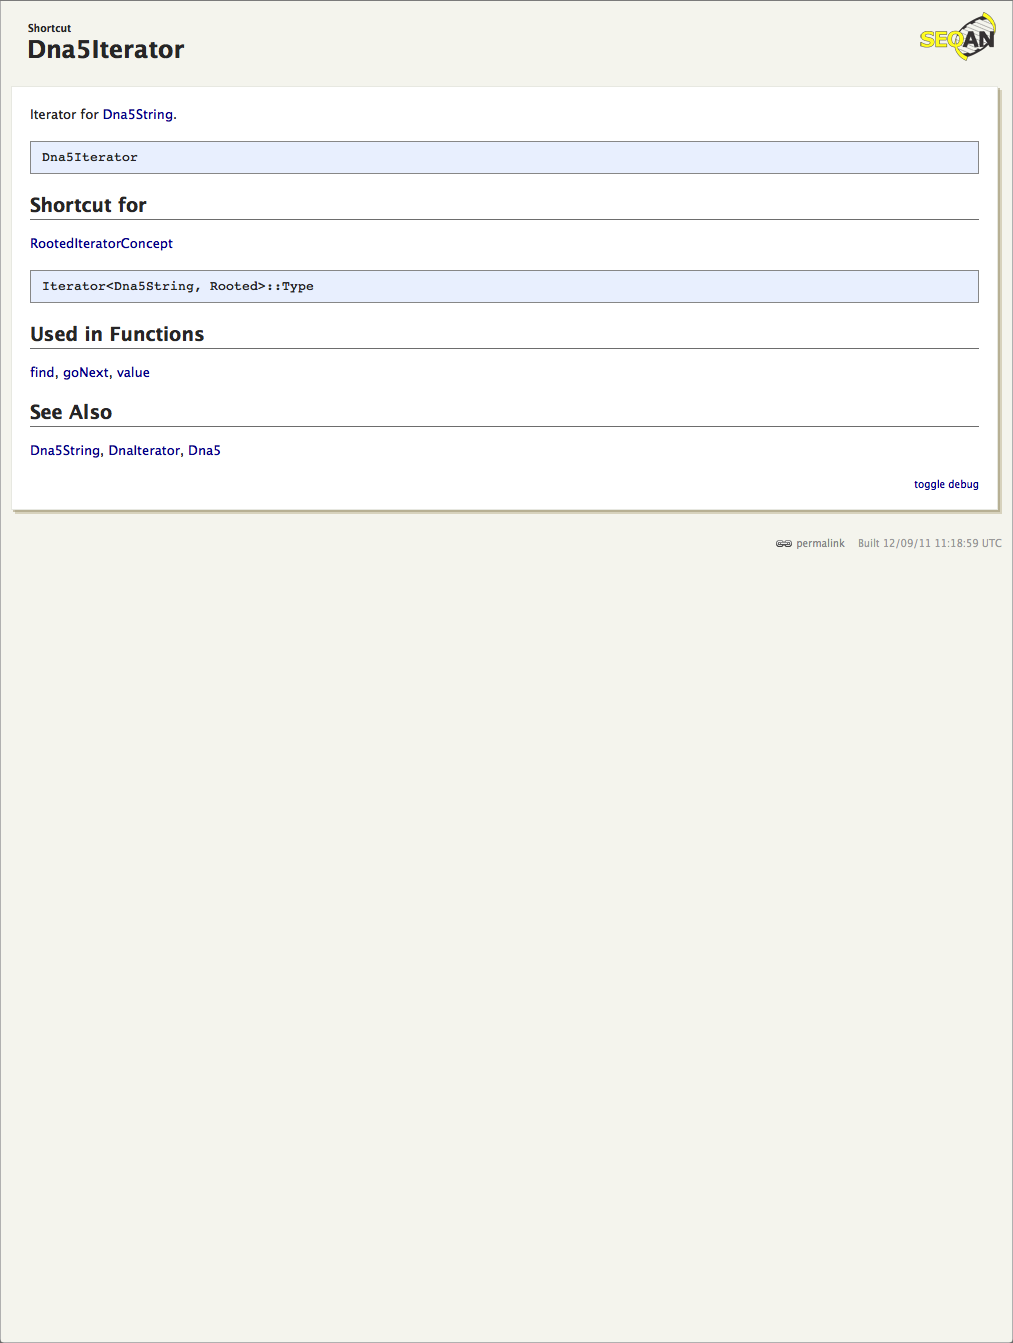 Shortcut
Dna5Iterator
SEQAN
Iterator for Dna5String.
Dna5Iterator
Shortcut for
RootedIteratorConcept
Iterator<Dna5String, Rooted>::Type
Used in Functions
find, goNext, value
See Also
Dna5String, DnaIterator, Dna5
toggle debug
permalink Built 12/09/11 11:18:59 UTC